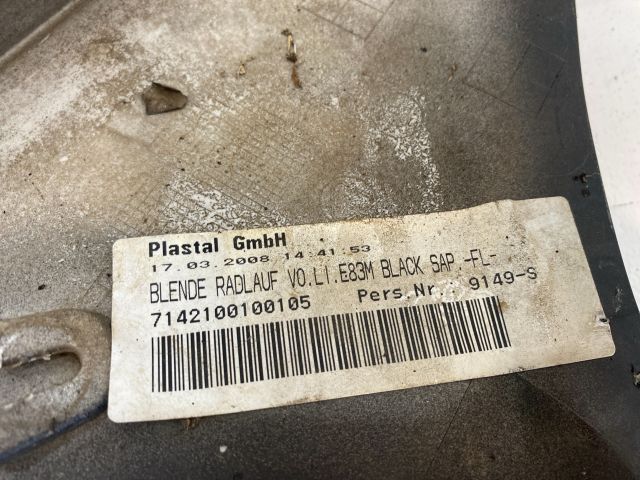 Plastal GmbH
17.03.2008 14:41.53
BLENDE RADLAUF VO.LI.E83M BLACK SAP.-FL-
7142100100105 Pers.Nr. 9149-S